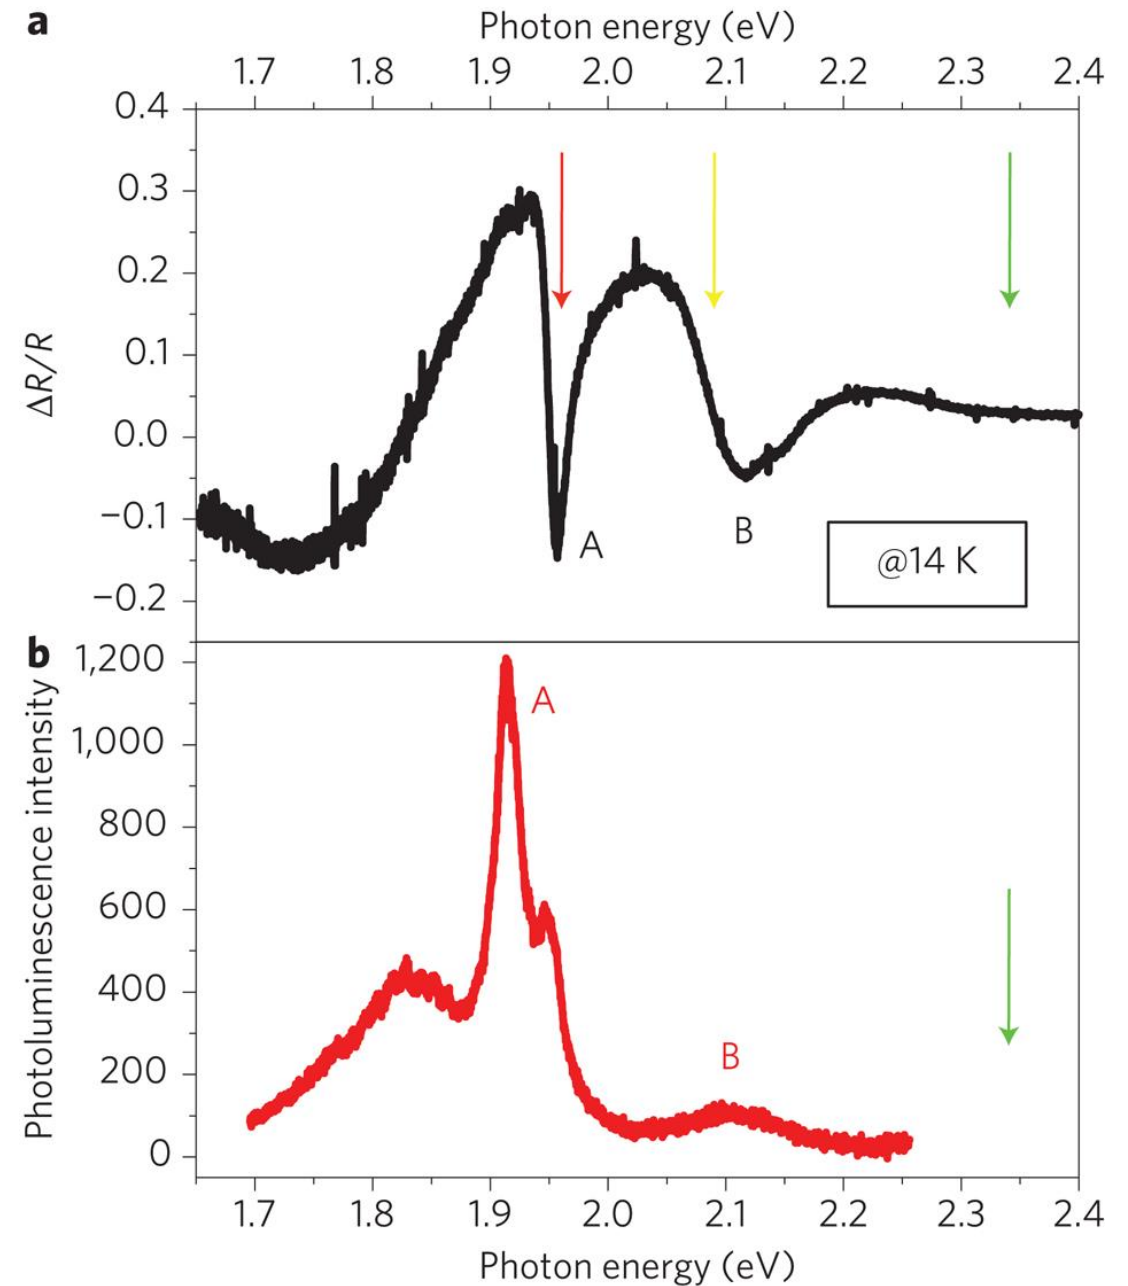 a
Photon energy (eV)
1.7 1.8 1.9 2.0 2.1 2.2 2.3 2.4
0.4
0.3
0.2
0.1
0.0
−0.1
−0.2
ΔR/R
A
B
@14 K
b
1,200
1,000
800
600
400
200
0
Photoluminescence intensity
A
B
1.7 1.8 1.9 2.0 2.1 2.2 2.3 2.4
Photon energy (eV)